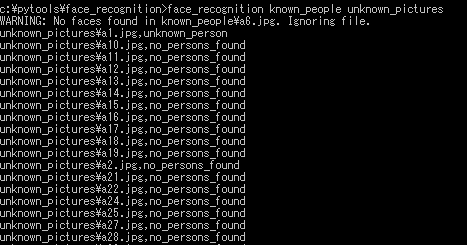 c:¥pytools¥face_recognition>face_recognition known_people unknown_pictures
WARNING: No faces found in known_people¥a6.jpg. Ignoring file.
unknown_pictures¥a1.jpg,unknown_person
unknown_pictures¥a10.jpg,no_persons_found
unknown_pictures¥a11.jpg,no_persons_found
unknown_pictures¥a12.jpg,no_persons_found
unknown_pictures¥a13.jpg,no_persons_found
unknown_pictures¥a14.jpg,no_persons_found
unknown_pictures¥a15.jpg,no_persons_found
unknown_pictures¥a16.jpg,no_persons_found
unknown_pictures¥a17.jpg,no_persons_found
unknown_pictures¥a18.jpg,no_persons_found
unknown_pictures¥a19.jpg,no_persons_found
unknown_pictures¥a2.jpg,no_persons_found
unknown_pictures¥a21.jpg,no_persons_found
unknown_pictures¥a22.jpg,no_persons_found
unknown_pictures¥a24.jpg,no_persons_found
unknown_pictures¥a25.jpg,no_persons_found
unknown_pictures¥a27.jpg,no_persons_found
unknown_pictures¥a28.jpg,no_persons_found